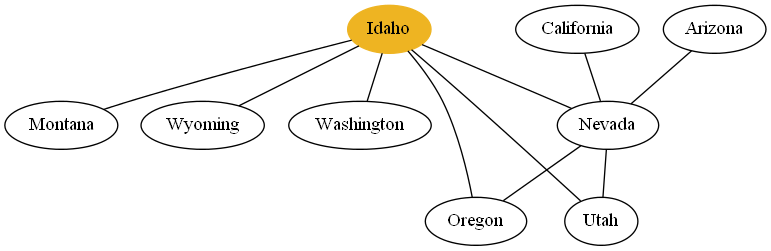 Idaho
California
Arizona
Montana
Wyoming
Washington
Nevada
Oregon
Utah